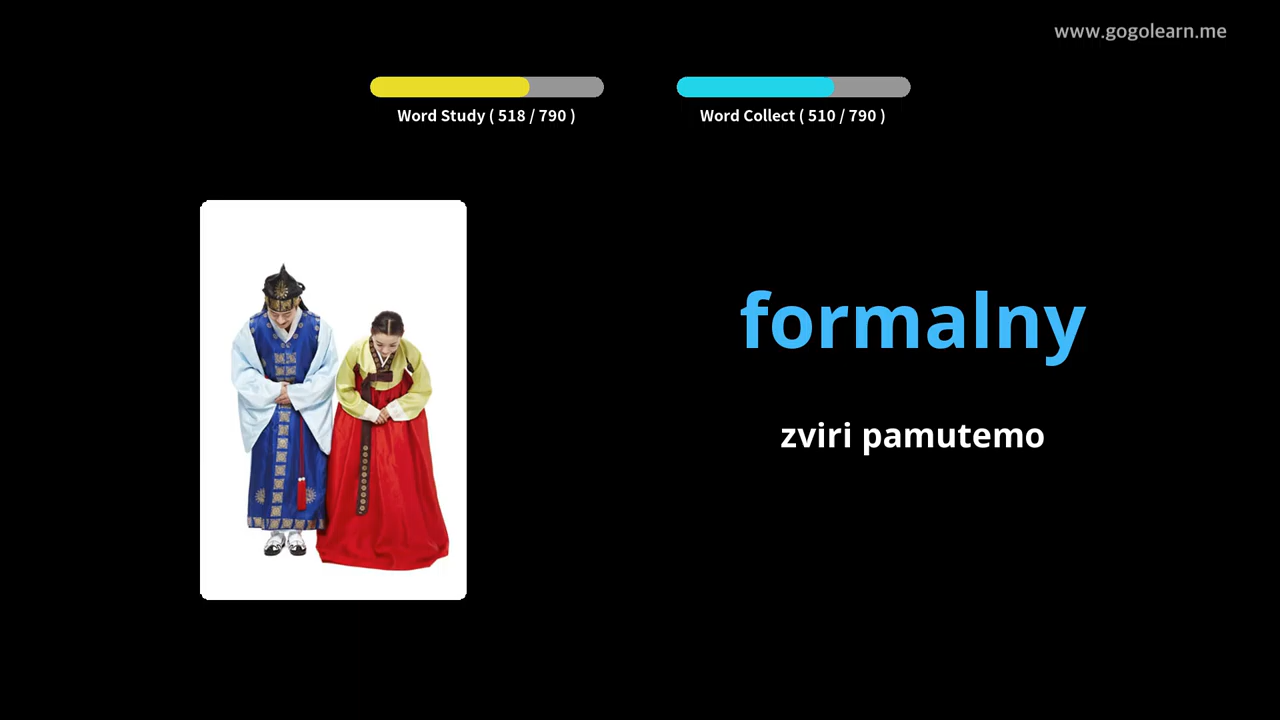 www.gogolearn.me
Word Study ( 518 / 790 )
Word Collect ( 510 / 790 )
formalny
zviri pamutemo